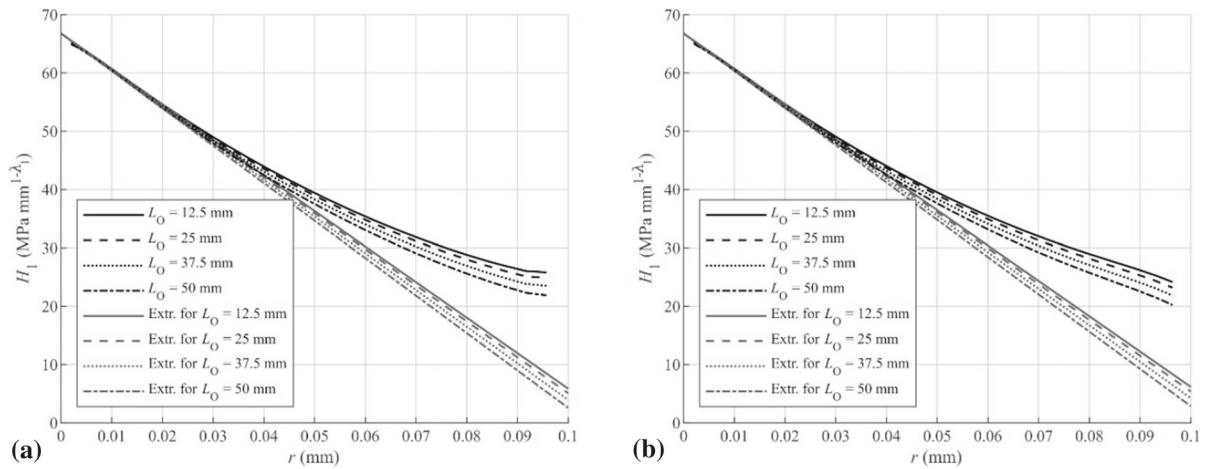 70
60
50
40
30
20
10
0
H1 (MPa mm1-λ1)
LO = 12.5 mm
LO = 25 mm
LO = 37.5 mm
LO = 50 mm
Extr. for LO = 12.5 mm
Extr. for LO = 25 mm
Extr. for LO = 37.5 mm
Extr. for LO = 50 mm
0 0.01 0.02 0.03 0.04 0.05 0.06 0.07 0.08 0.09 0.1
r (mm)
(a)
70
60
50
40
30
20
10
0
H1 (MPa mm1-λ1)
LO = 12.5 mm
LO = 25 mm
LO = 37.5 mm
LO = 50 mm
Extr. for LO = 12.5 mm
Extr. for LO = 25 mm
Extr. for LO = 37.5 mm
Extr. for LO = 50 mm
0 0.01 0.02 0.03 0.04 0.05 0.06 0.07 0.08 0.09 0.1
r (mm)
(b)